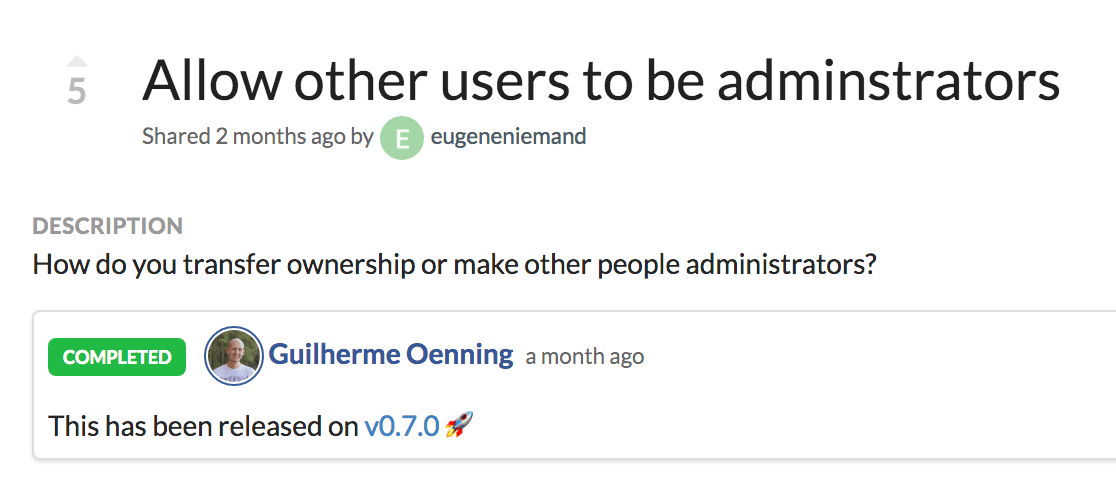 5
Allow other users to be adminstrators
Shared 2 months ago by E eugeneniemand
DESCRIPTION
How do you transfer ownership or make other people administrators?
COMPLETED Guilherme Oenning a month ago
This has been released on v0.7.0 🚀